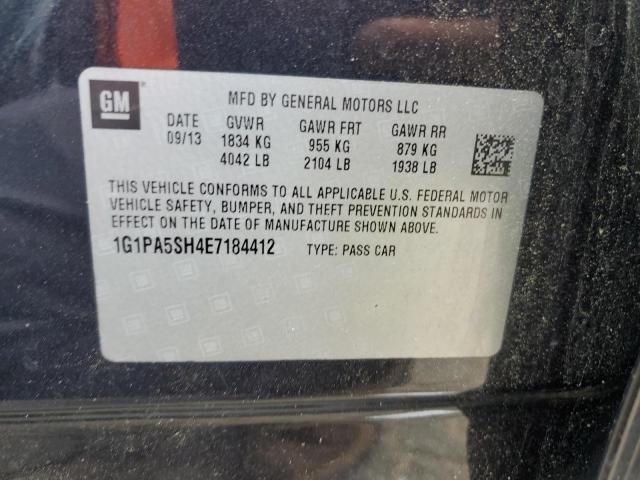 GM
MFD BY GENERAL MOTORS LLC
DATE GVWR GAWR FRT GAWR RR
09/13 1834 KG 955 KG 879 KG
4042 LB 2104 LB 1938 LB
THIS VEHICLE CONFORMS TO ALL APPLICABLE U.S. FEDERAL MOTOR
VEHICLE SAFETY, BUMPER, AND THEFT PREVENTION STANDARDS IN
EFFECT ON THE DATE OF MANUFACTURE SHOWN ABOVE.
1G1PA5SH4E7184412 TYPE: PASS CAR